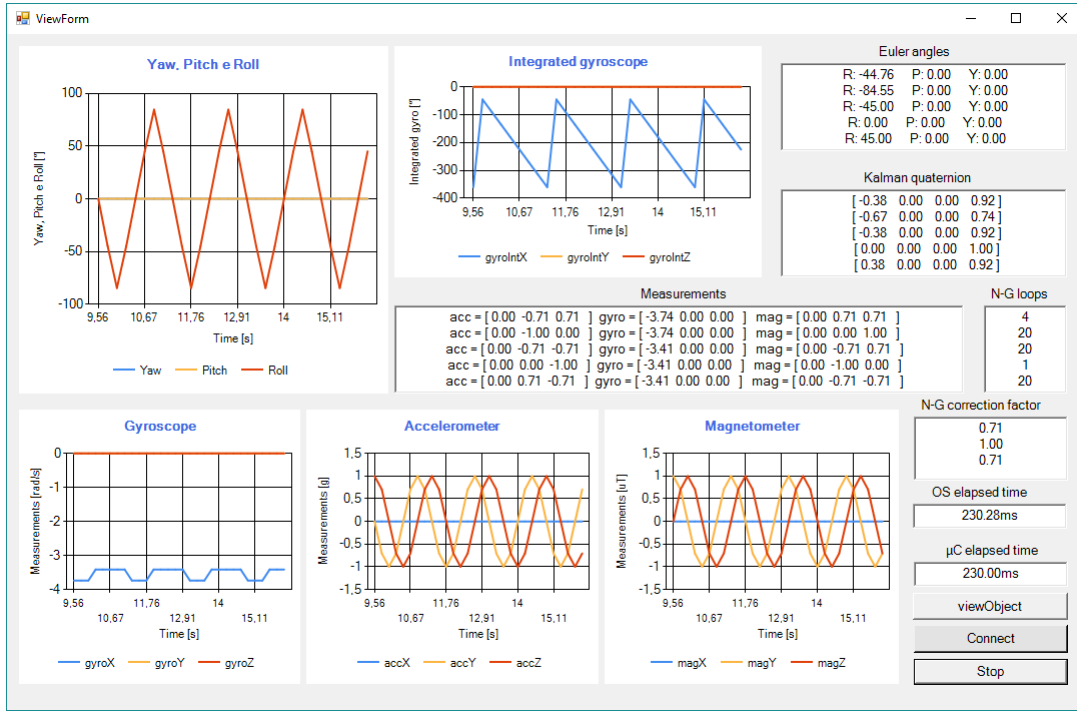 ViewForm
Yaw, Pitch e Roll
Yaw, Pitch e Roll [°]
100
50
0
-50
-100
9,56 10,67 11,76 12,91 14 15,11
Time [s]
Yaw Pitch Roll
Integrated gyroscope
Integrated gyro [°]
0
-100
-200
-300
-400
9,56 10,67 11,76 12,91 14 15,11
Time [s]
gyroIntX gyroIntY gyroIntZ
Euler angles
R: -44.76 P: 0.00 Y: 0.00
R: -84.55 P: 0.00 Y: 0.00
R: -45.00 P: 0.00 Y: 0.00
R: 0.00 P: 0.00 Y: 0.00
R: 45.00 P: 0.00 Y: 0.00
Kalman quaternion
[ -0.38 0.00 0.00 0.92 ]
[ -0.67 0.00 0.00 0.74 ]
[ -0.38 0.00 0.00 0.92 ]
[ 0.00 0.00 0.00 1.00 ]
[ 0.38 0.00 0.00 0.92 ]
Measurements
acc = [ 0.00 -0.71 0.71 ] gyro = [ -3.74 0.00 0.00 ] mag = [ 0.00 0.71 0.71 ]
acc = [ 0.00 -1.00 0.00 ] gyro = [ -3.74 0.00 0.00 ] mag = [ 0.00 0.00 1.00 ]
acc = [ 0.00 -0.71 -0.71 ] gyro = [ -3.41 0.00 0.00 ] mag = [ 0.00 -0.71 0.71 ]
acc = [ 0.00 0.00 -1.00 ] gyro = [ -3.41 0.00 0.00 ] mag = [ 0.00 -1.00 0.00 ]
acc = [ 0.00 0.71 -0.71 ] gyro = [ -3.41 0.00 0.00 ] mag = [ 0.00 -0.71 -0.71 ]
N-G loops
4
20
20
1
20
Gyroscope
Measurements [rad/s]
0
-1
-2
-3
-4
9,56 11,76 14
10,67 12,91 15,11
Time [s]
gyroX gyroY gyroZ
Accelerometer
Measurements [g]
1,5
1
0,5
0
-0,5
-1
-1,5
9,56 11,76 14
10,67 12,91 15,11
Time [s]
accX accY accZ
Magnetometer
Measurements [uT]
1,5
1
0,5
0
-0,5
-1
-1,5
9,56 11,76 14
10,67 12,91 15,11
Time [s]
magX magY magZ
N-G correction factor
0.71
1.00
0.71
OS elapsed time
230.28ms
µC elapsed time
230.00ms
viewObject
Connect
Stop